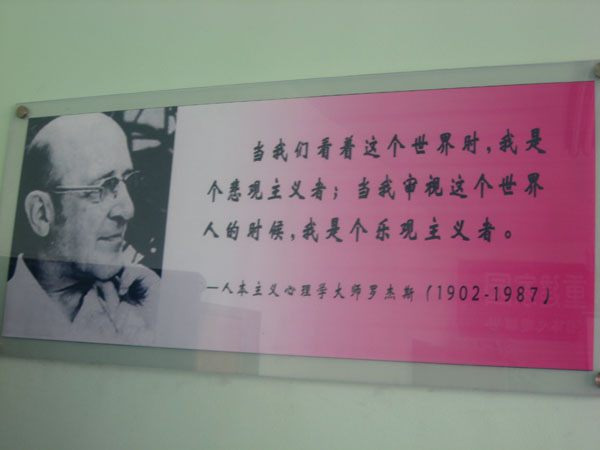 当我们看着这个世界时,我是
个悲观主义者；当我审视这个世界
人的时候,我是个乐观主义者。
—人本主义心理学大师罗杰斯（1902-1987）